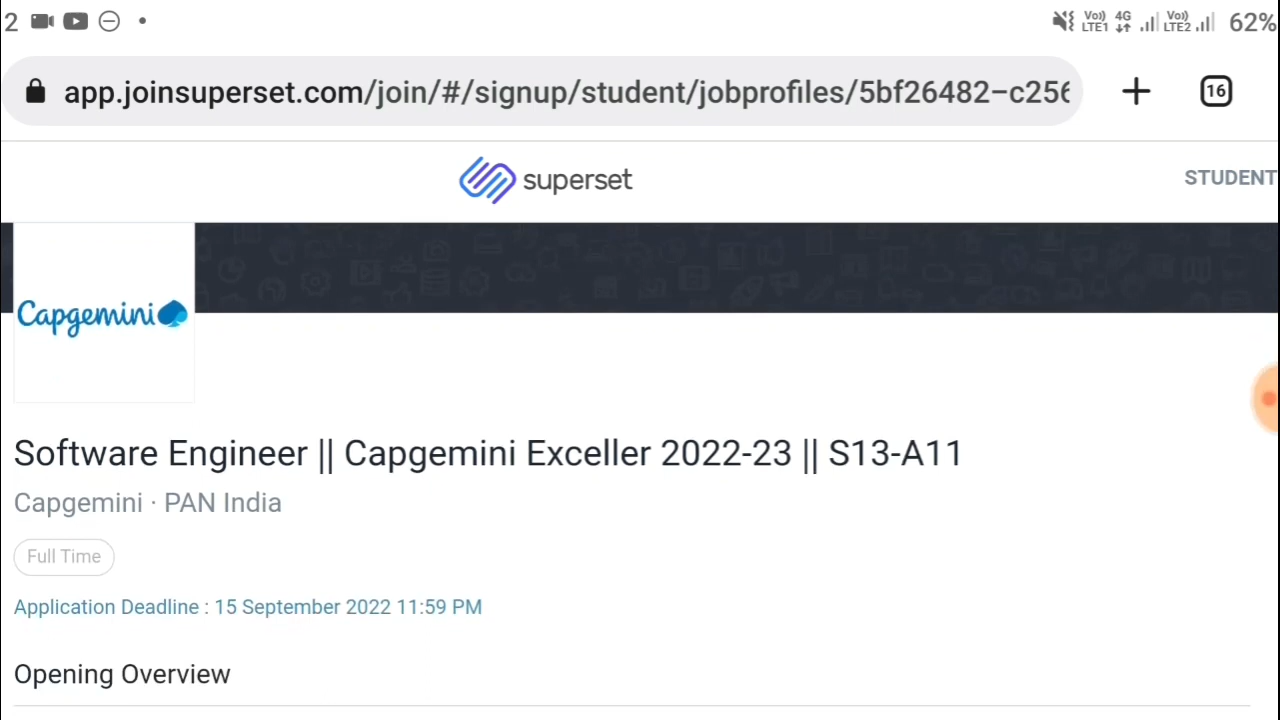 2 Vo) 4G Vo) 62%
LTE1 LTE2
app.joinsuperset.com/join/#/signup/student/jobprofiles/5bf26482-c256 16
superset STUDENT
Capgemini
Software Engineer || Capgemini Exceller 2022-23 || S13-A11
Capgemini · PAN India
Full Time
Application Deadline : 15 September 2022 11:59 PM
Opening Overview